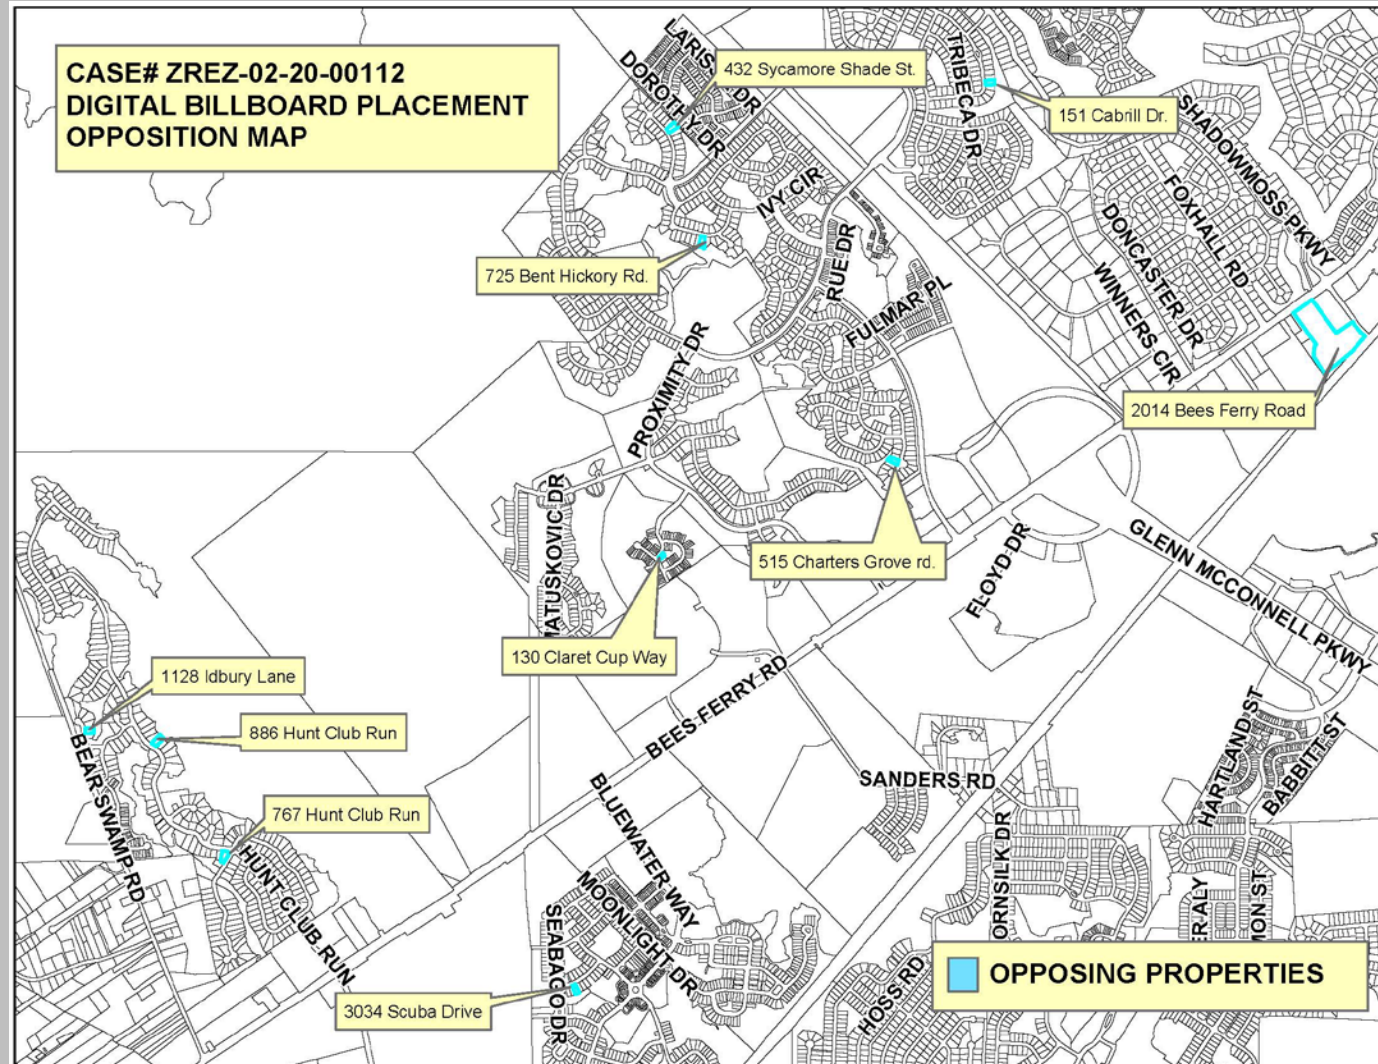 CASE# ZREZ-02-20-00112
DIGITAL BILLBOARD PLACEMENT
OPPOSITION MAP
432 Sycamore Shade St.
DOROTHY DR
TRIBECA DR
151 Cabrill Dr.
SHADOWMOSS PKWY
IVY CIR
FOXHALL RD
DONCASTER DR
WINNERS CIR
725 Bent Hickory Rd.
RUE DR
FULMAR PL
PROXIMITY DR
2014 Bees Ferry Road
MATUSKOVIC DR
515 Charters Grove rd.
FLOYD DR
GLENN MCCONNELL PKWY
130 Claret Cup Way
1128 Idbury Lane
886 Hunt Club Run
BEES FERRY RD
BEAR SWAMP RD
767 Hunt Club Run
HUNT CLUB RUN
BLUEWATER WAY
SANDERS RD
HARTLAND ST
BABBITT ST
MOONLIGHT DR
SEABAGO DR
ORNSILK DR
ER ALY
MON ST
HOSS RD
3034 Scuba Drive
OPPOSING PROPERTIES